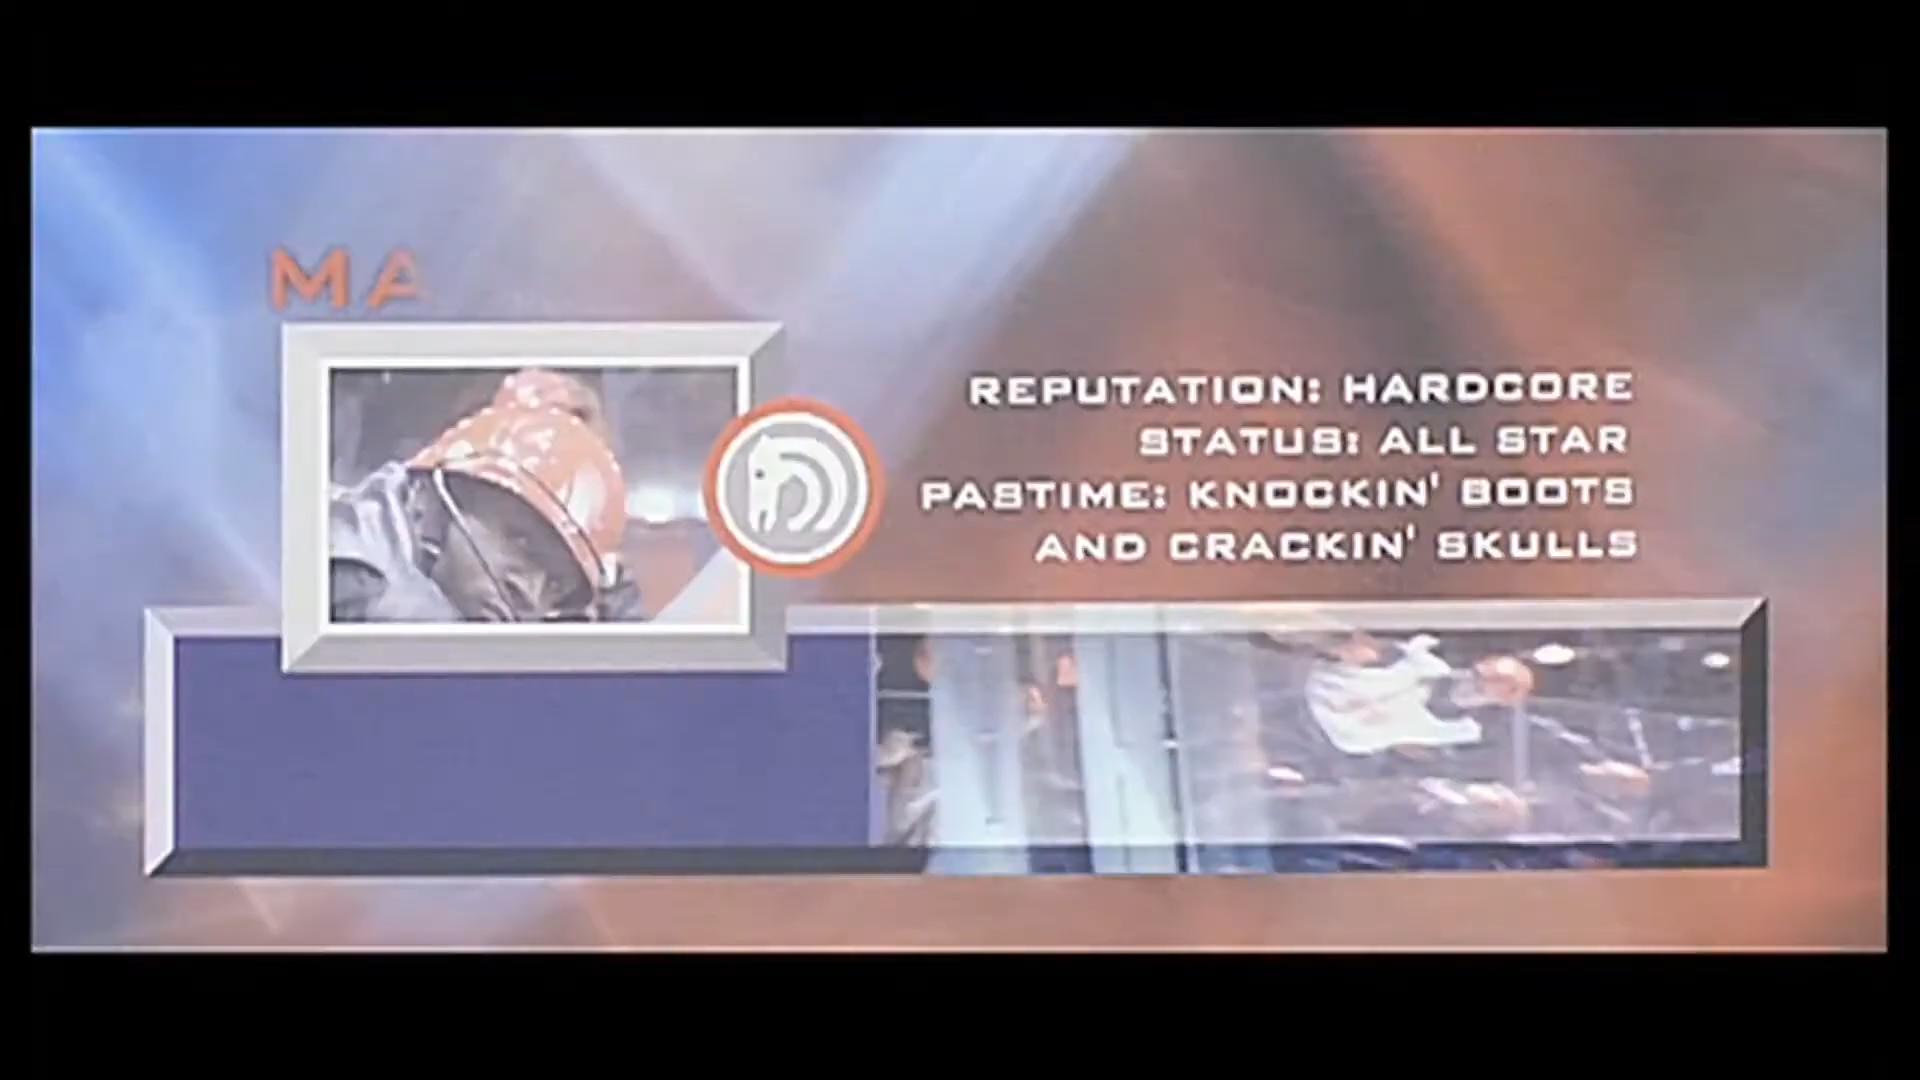 MA
REPUTATION: HARDCORE
STATUS: ALL STAR
PASTIME: KNOCKIN' BOOTS
AND CRACKIN' SKULLS